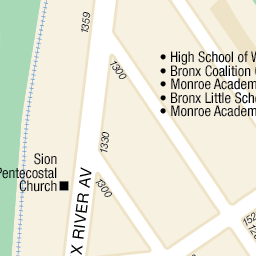 1359
1300
• High School of W
• Bronx Coalition
• Monroe Academ
• Bronx Little Scho
• Monroe Academ
1330
Sion
Pentecostal
Church
1300
X RIVER AV